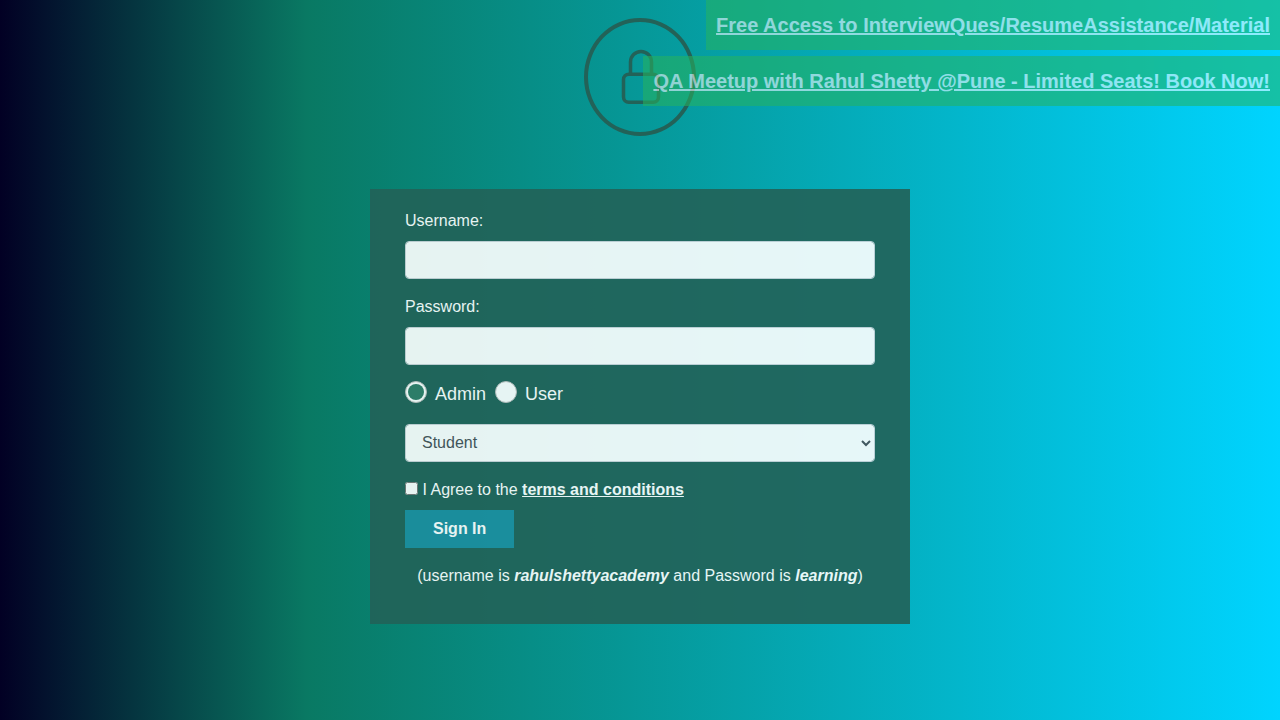 Free Access to InterviewQues/ResumeAssistance/Material
QA Meetup with Rahul Shetty @Pune - Limited Seats! Book Now!
Username:
Password:
Admin User
Student
I Agree to the terms and conditions
Sign In
(username is rahulshettyacademy and Password is learning)